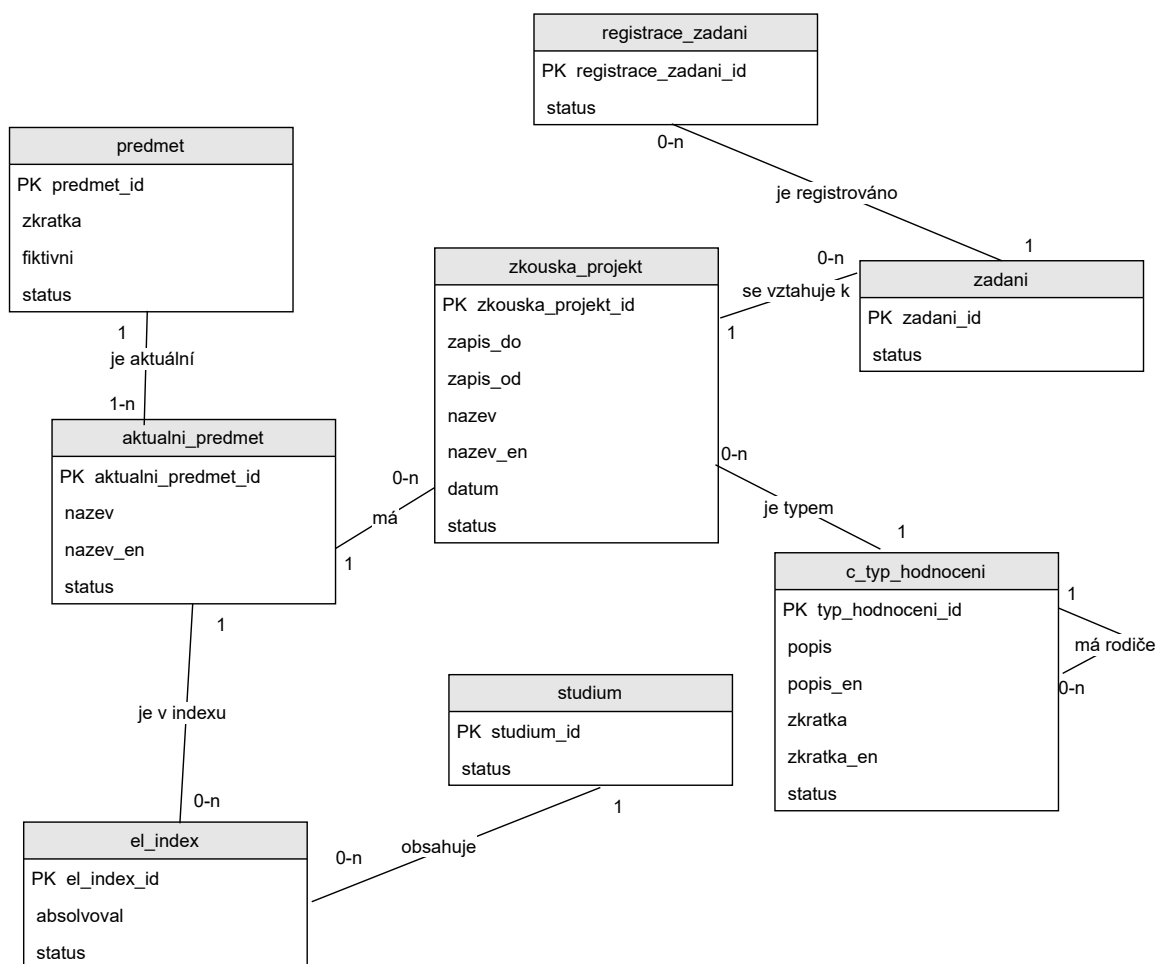 registrace_zadani
PK registrace_zadani_id
status
0-n
je registrováno
1
predmet
PK predmet_id
zkratka
fiktivni
status
1
je aktuální
1-n
zkouska_projekt
PK zkouska_projekt_id
zapis_do
zapis_od
nazev
nazev_en
datum
status
0-n
se vztahuje k
1
zadani
PK zadani_id
status
aktualni_predmet
PK aktualni_predmet_id
nazev
nazev_en
status
0-n
má
1
0-n
je typem
1
c_typ_hodnoceni
PK typ_hodnoceni_id
popis
popis_en
zkratka
zkratka_en
status
1
má rodiče
0-n
1
je v indexu
0-n
studium
PK studium_id
status
1
obsahuje
0-n
el_index
PK el_index_id
absolvoval
status